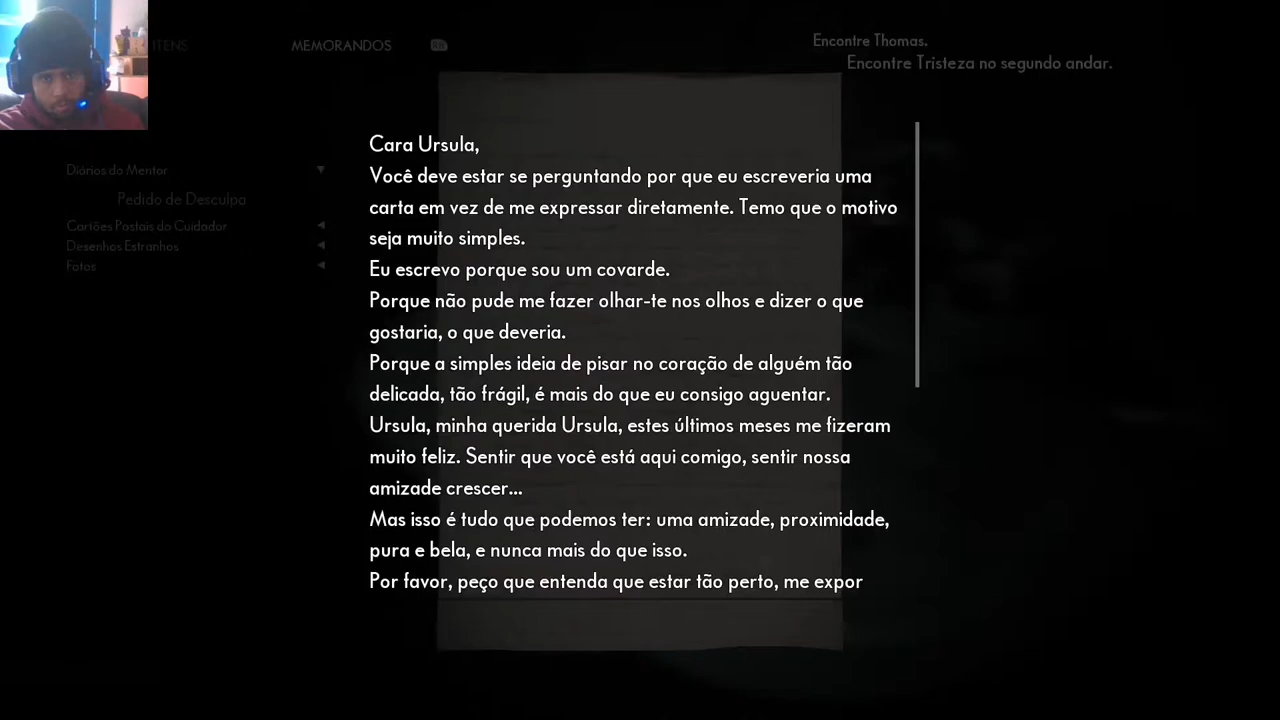 ITENS
MEMORANDOS
Encontre Thomas.
Encontre Tristeza no segundo andar.
Diários do Mentor
Pedido de Desculpa
Cartões Postais do Cuidador
Desenhos Estranhos
Fotos
Cara Ursula,
Você deve estar se perguntando por que eu escreveria uma
carta em vez de me expressar diretamente. Temo que o motivo
seja muito simples.
Eu escrevo porque sou um covarde.
Porque não pude me fazer olhar-te nos olhos e dizer o que
gostaria, o que deveria.
Porque a simples ideia de pisar no coração de alguém tão
delicada, tão frágil, é mais do que eu consigo aguentar.
Ursula, minha querida Ursula, estes últimos meses me fizeram
muito feliz. Sentir que você está aqui comigo, sentir nossa
amizade crescer...
Mas isso é tudo que podemos ter: uma amizade, proximidade,
pura e bela, e nunca mais do que isso.
Por favor, peço que entenda que estar tão perto, me expor